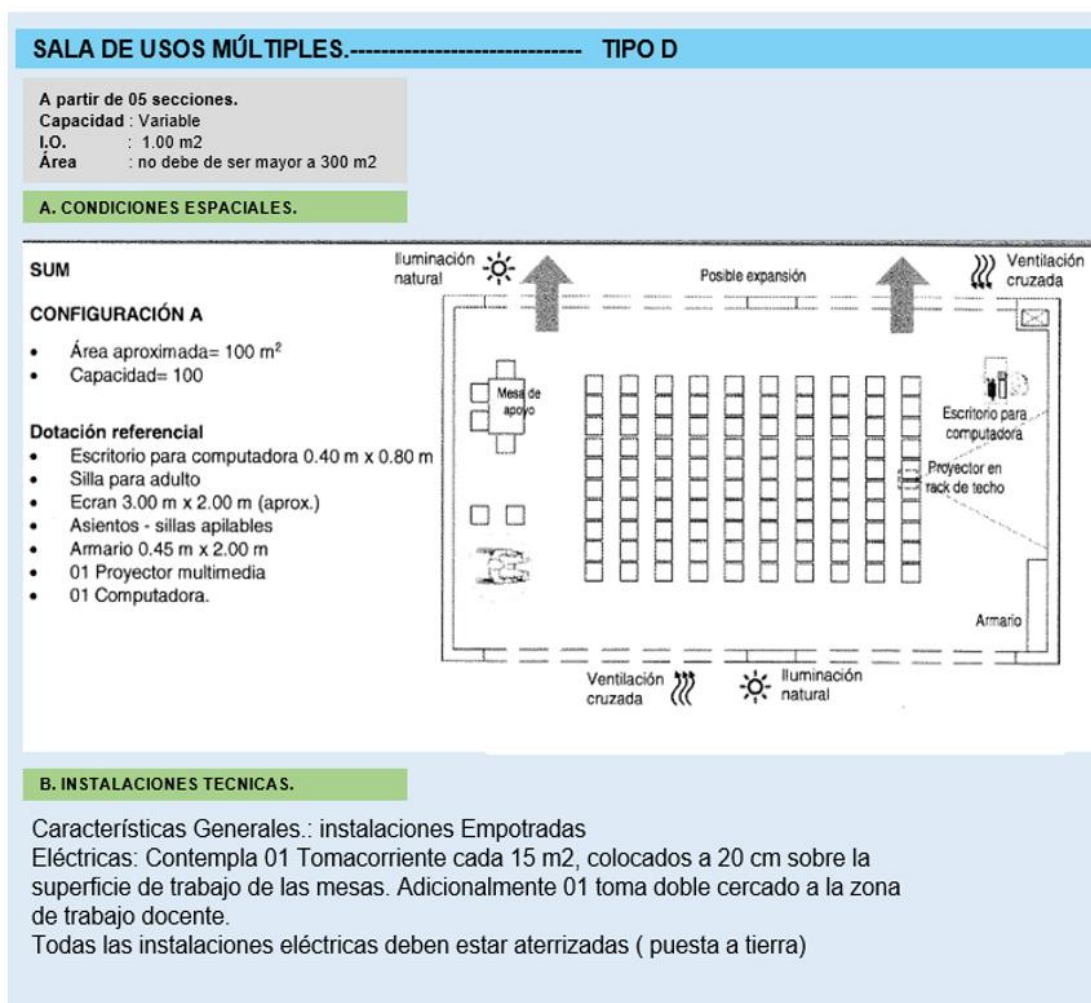 SALA DE USOS MÚLTIPLES.------------------------------ TIPO D
A partir de 05 secciones.
Capacidad : Variable
I.O. : 1.00 m2
Área : no debe de ser mayor a 300 m2
A. CONDICIONES ESPACIALES.
SUM
CONFIGURACIÓN A
• Área aproximada= 100 m²
• Capacidad= 100
Dotación referencial
• Escritorio para computadora 0.40 m x 0.80 m
• Silla para adulto
• Ecran 3.00 m x 2.00 m (aprox.)
• Asientos - sillas apilables
• Armario 0.45 m x 2.00 m
• 01 Proyector multimedia
• 01 Computadora.
Iluminación
natural
Posible expansión
Ventilación
cruzada
Mesa de
apoyo
Escritorio para
computadora
Proyector en
rack de techo
Armario
Ventilación
cruzada
Iluminación
natural
B. INSTALACIONES TECNICAS.
Características Generales.: instalaciones Empotradas
Eléctricas: Contempla 01 Tomacorriente cada 15 m2, colocados a 20 cm sobre la
superficie de trabajo de las mesas. Adicionalmente 01 toma doble cercado a la zona
de trabajo docente.
Todas las instalaciones eléctricas deben estar aterrizadas ( puesta a tierra)